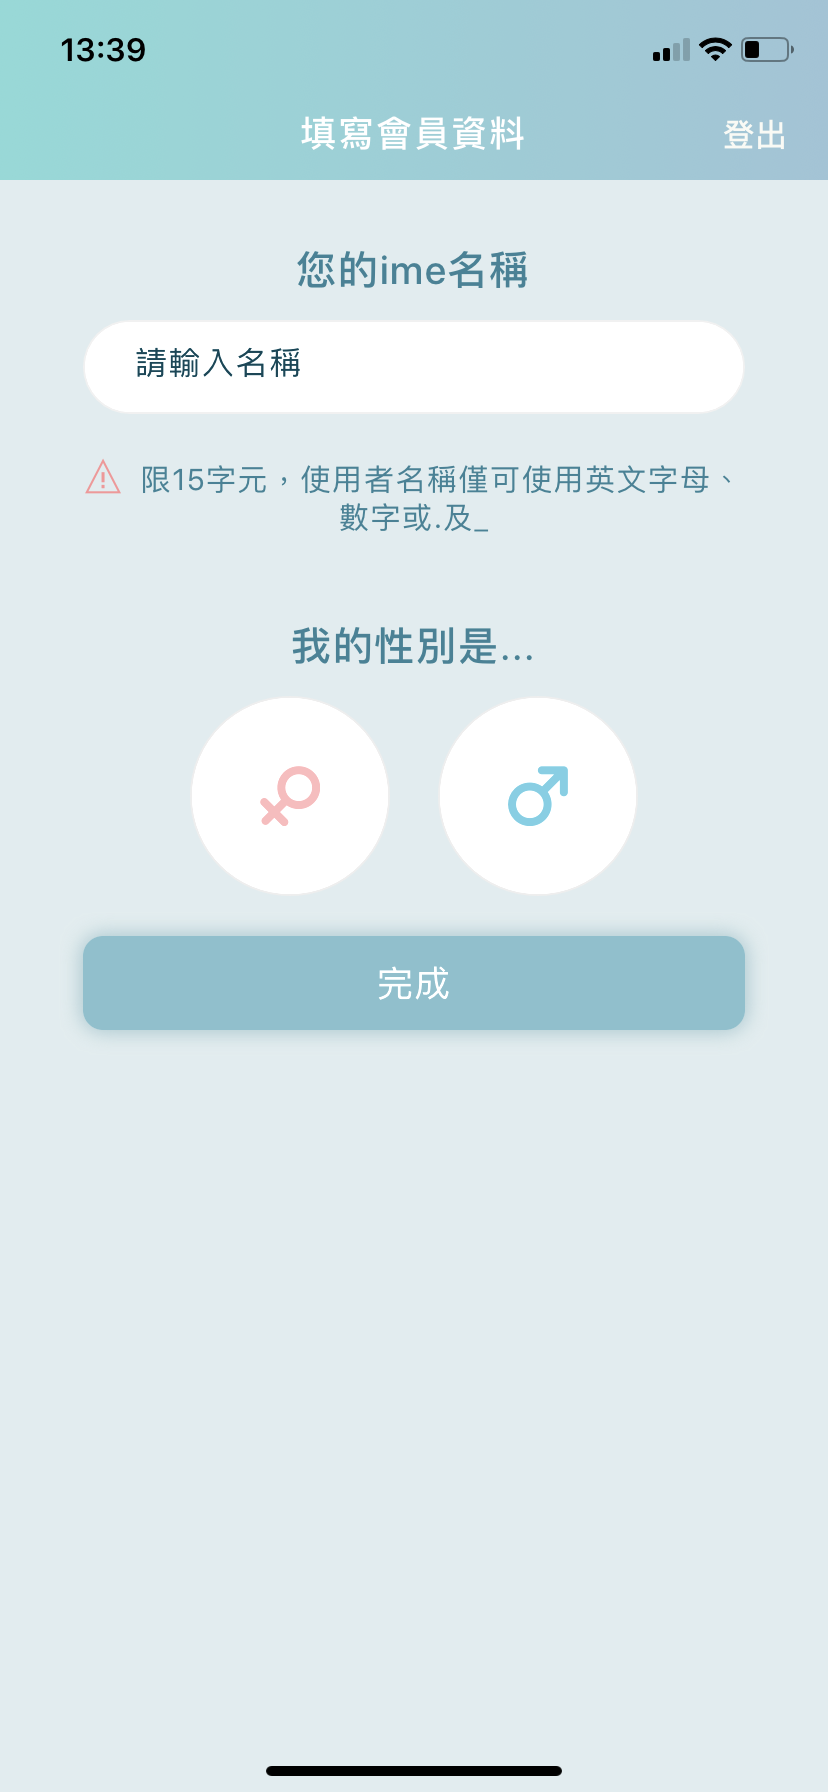 13:39
填寫會員資料
登出
您的ime名稱
請輸入名稱
限15字元，使用者名稱僅可使用英文字母、
數字或.及_
我的性別是...
完成